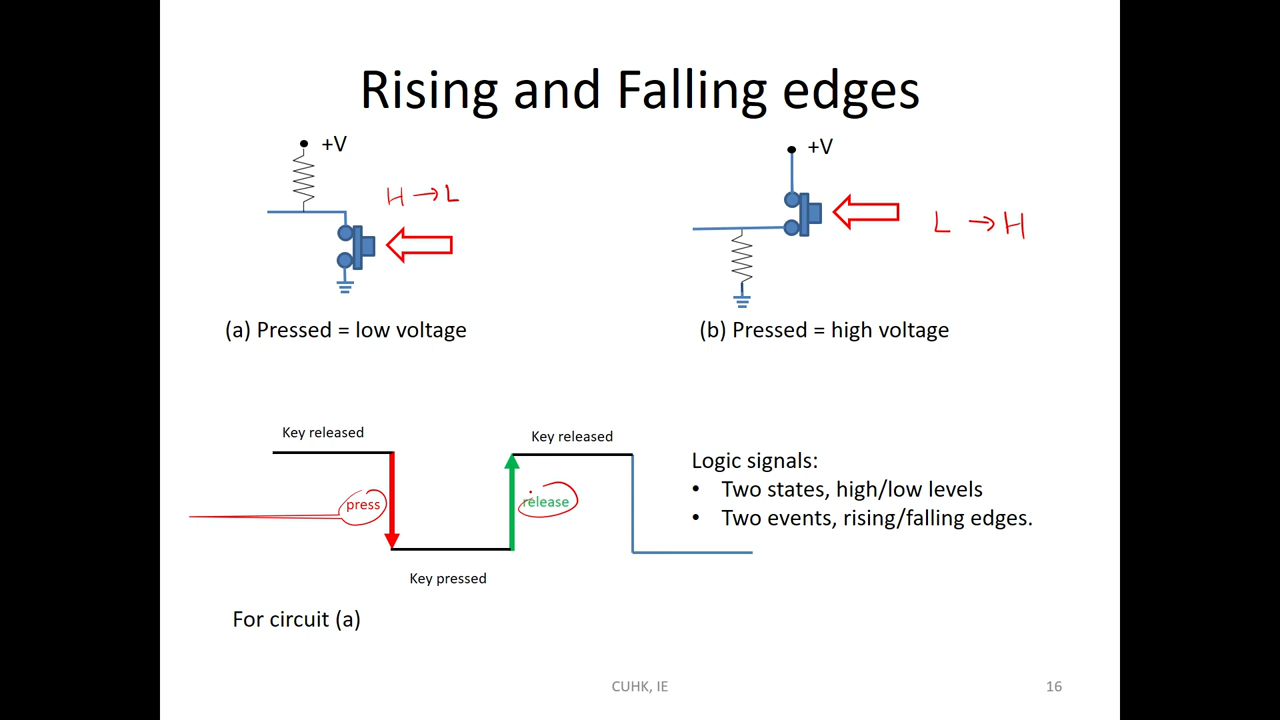 Rising and Falling edges
+V
H → L
(a) Pressed = low voltage
+V
L → H
(b) Pressed = high voltage
Key released
press
Key pressed
release
Key released
For circuit (a)
Logic signals:
• Two states, high/low levels
• Two events, rising/falling edges.
CUHK, IE
16